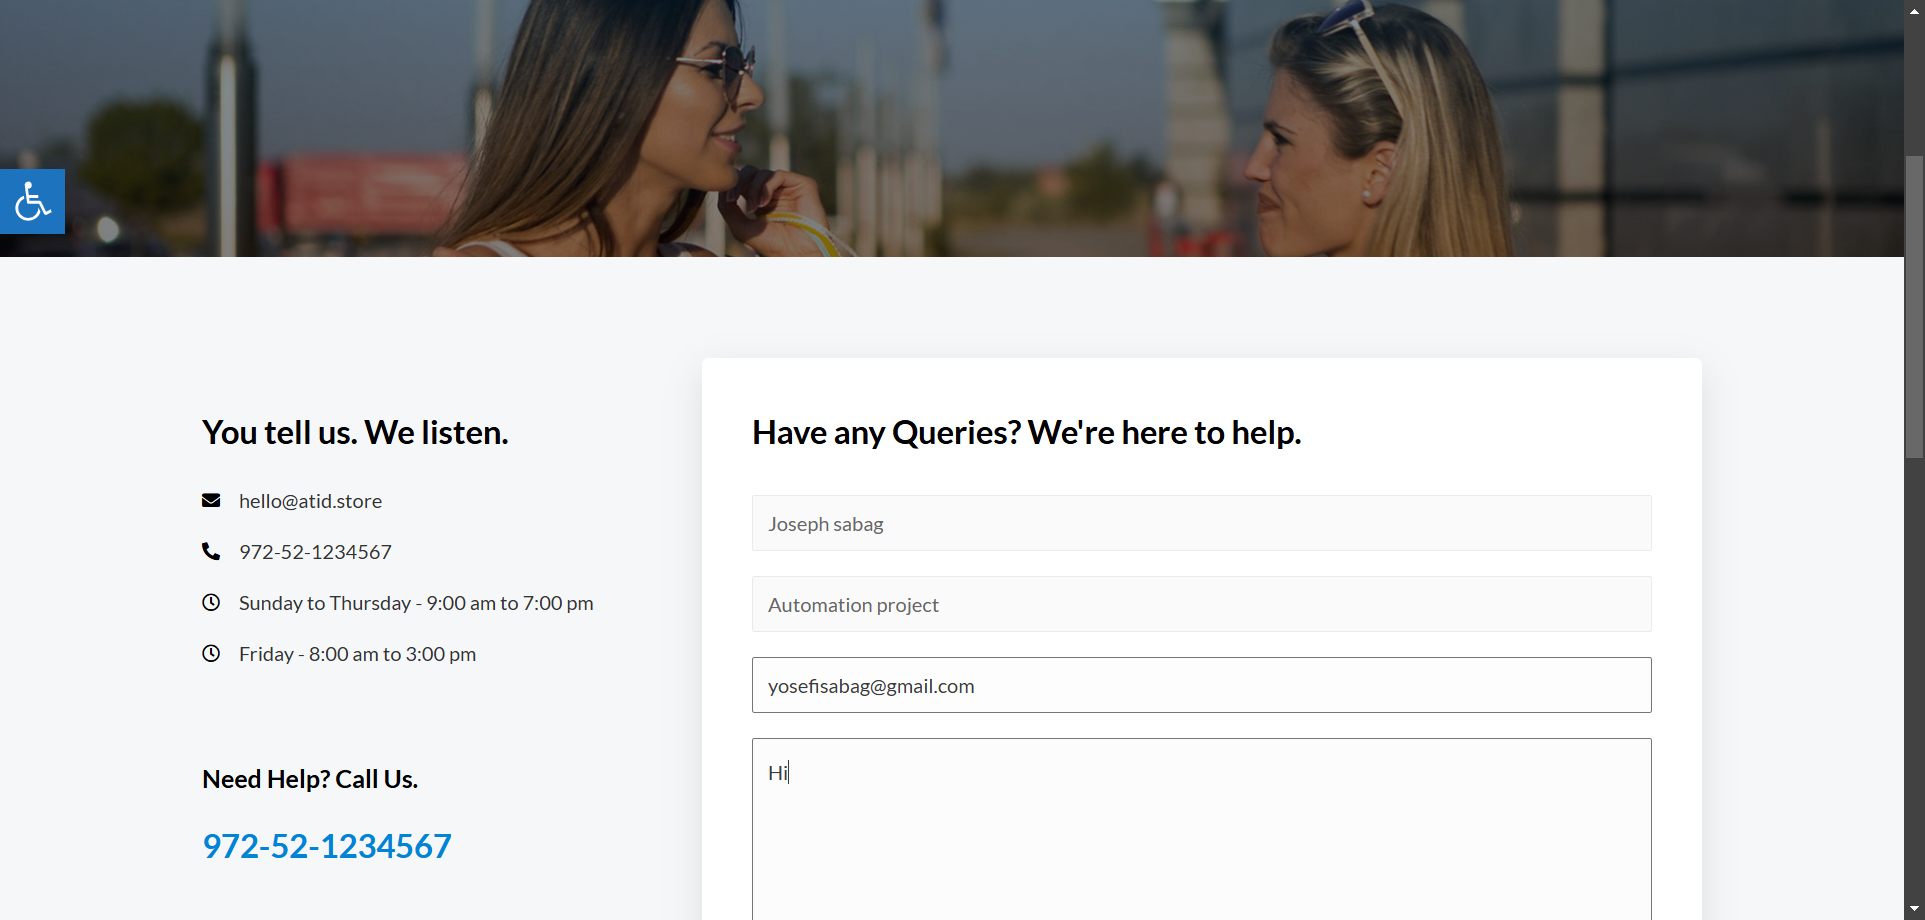 You tell us. We listen.
hello@atid.store
972-52-1234567
Sunday to Thursday - 9:00 am to 7:00 pm
Friday - 8:00 am to 3:00 pm
Need Help? Call Us.
972-52-1234567
Have any Queries? We're here to help.
Joseph sabag
Automation project
yosefisabag@gmail.com
Hi